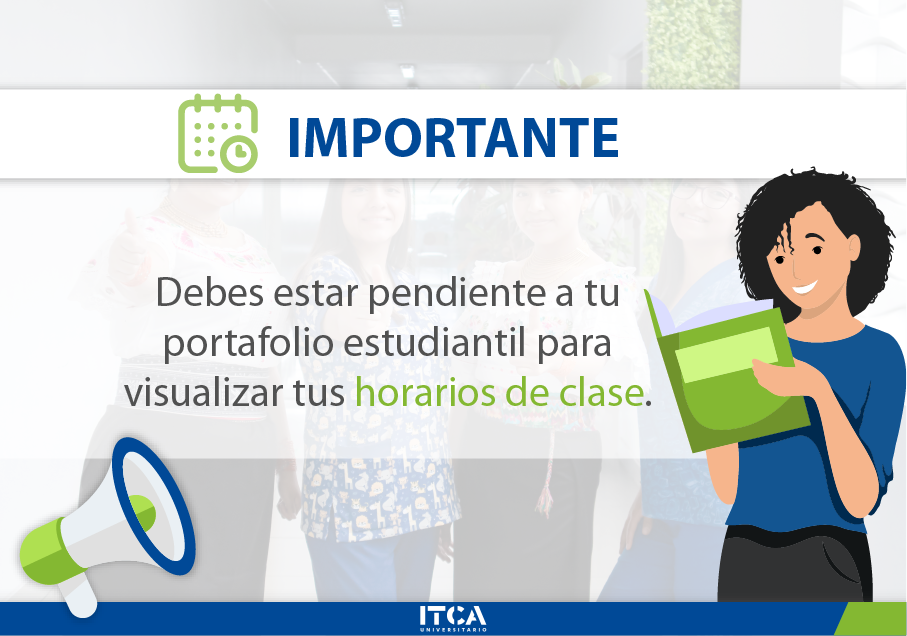 IMPORTANTE
Debes estar pendiente a tu
portafolio estudiantil para
visualizar tus horarios de clase.
ITCA
UNIVERSITARIO